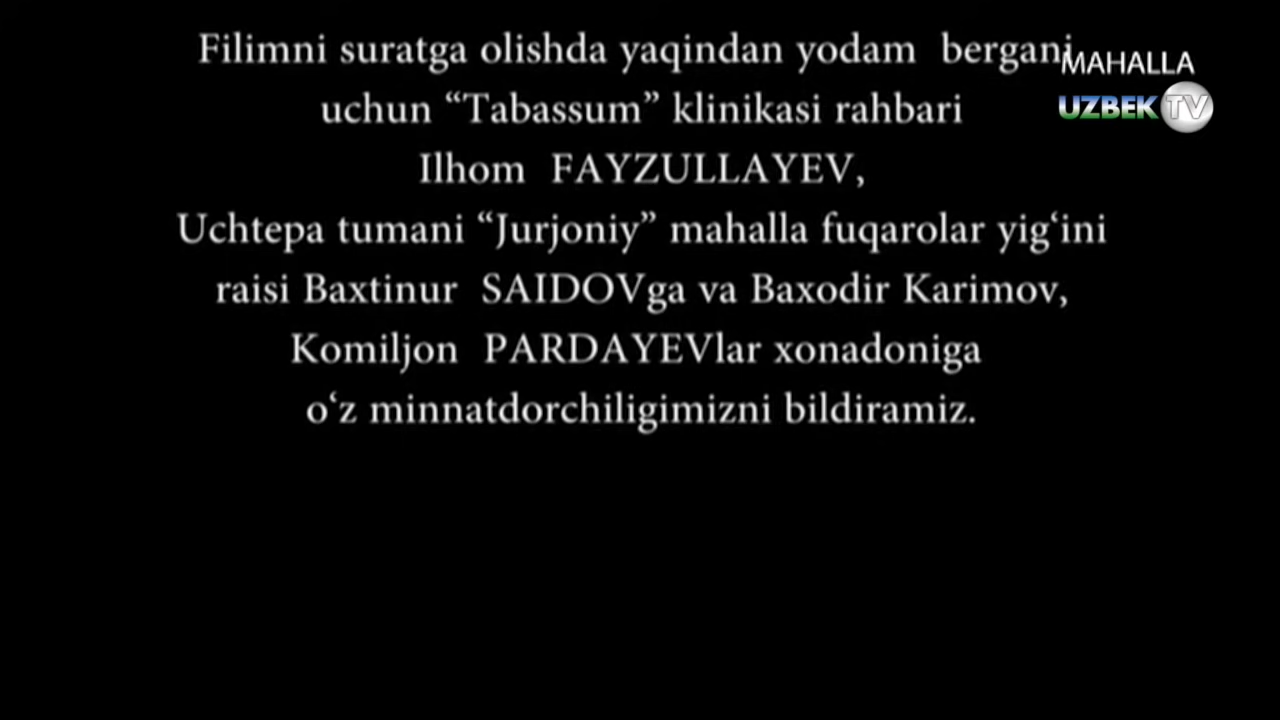 Filimni suratga olishda yaqindan yodam bergani
uchun “Tabassum” klinikasi rahbari
Ilhom FAYZULLAYEV,
Uchtepa tumani “Jurjoniy” mahalla fuqarolar yig‘ini
raisi Baxtinur SAIDOVga va Baxodir Karimov,
Komiljon PARDAYEVlar xonadoniga
o‘z minnatdorchiligimizni bildiramiz.
MAHALLA
UZBEK TV